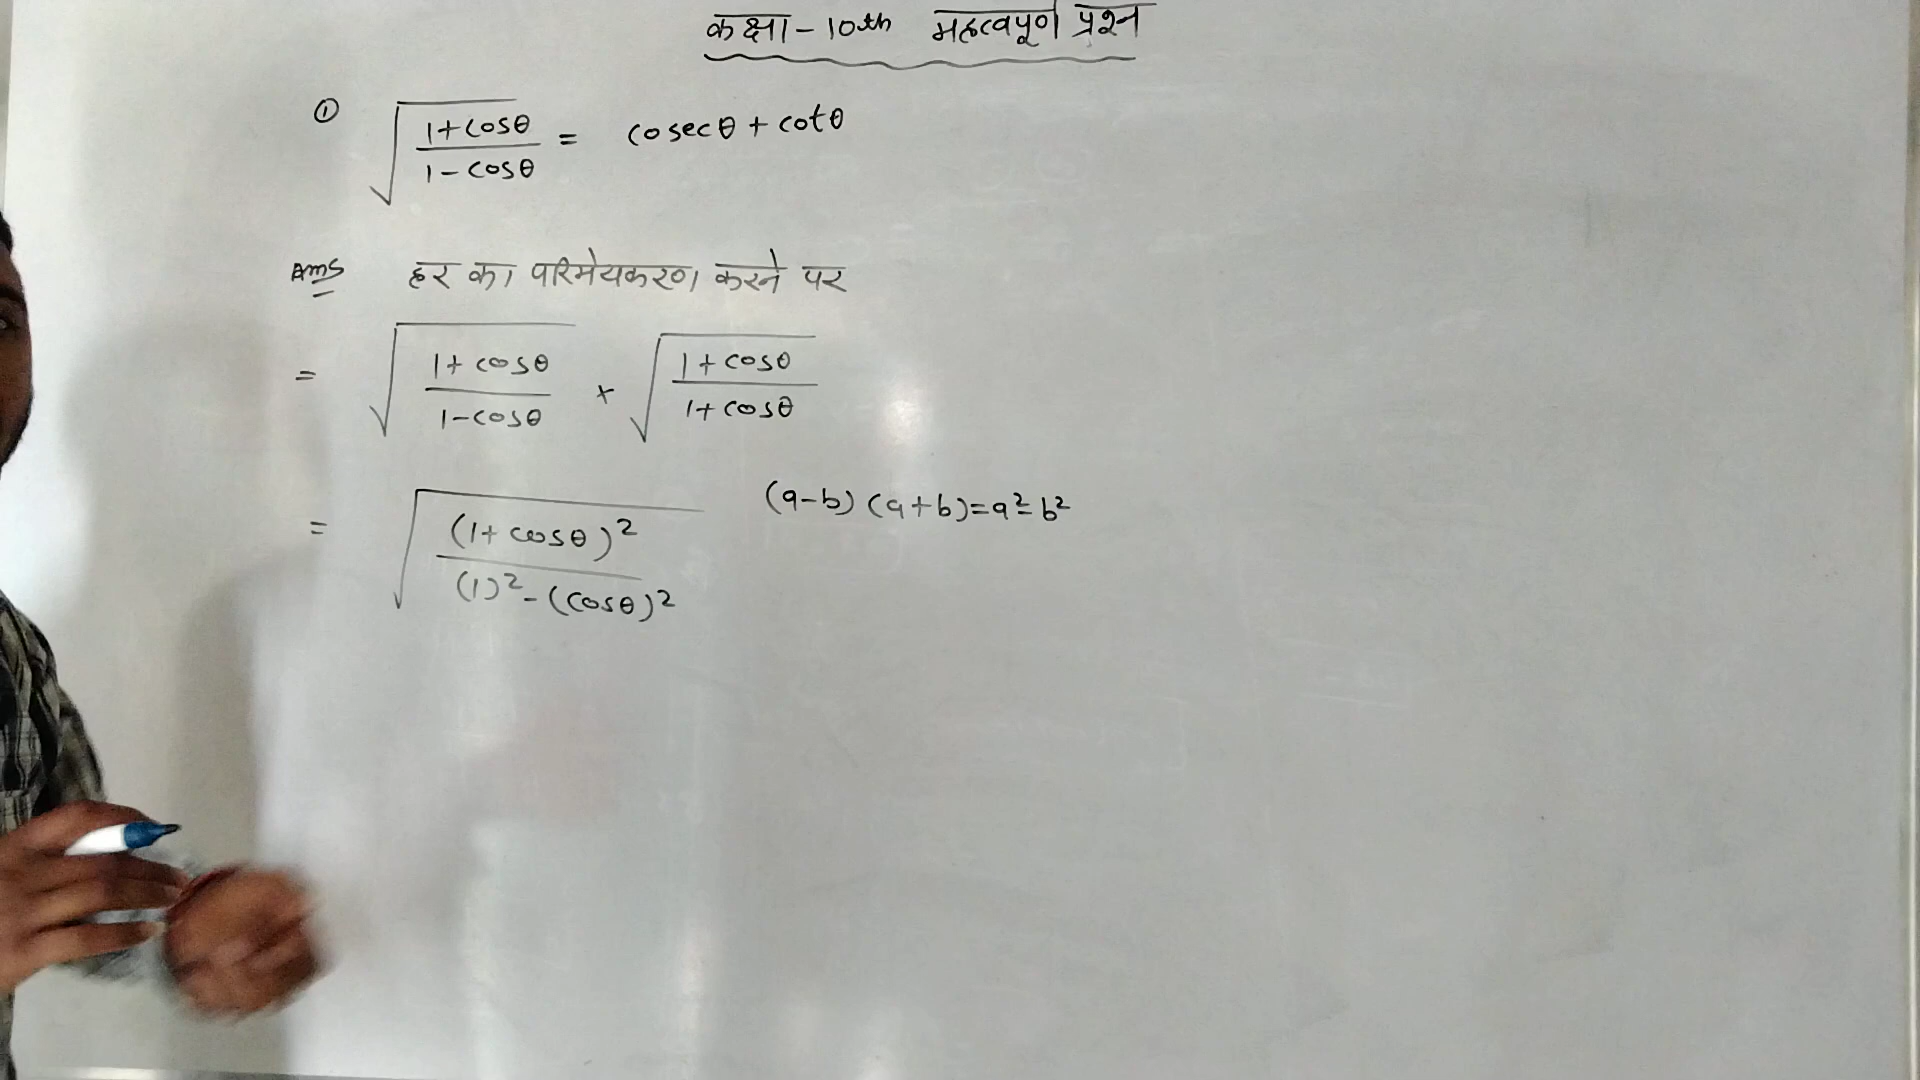 कक्षा - 10th महत्वपूर्ण प्रश्न
① √((1+cosθ)/(1-cosθ)) = cosecθ + cotθ
Ams हर का परिमेयकरण करने पर
= √((1+cosθ)/(1-cosθ)) × √((1+cosθ)/(1+cosθ))
= √((1+cosθ)²/((1)²-(cosθ)²)) (a-b) (a+b)=a²-b²